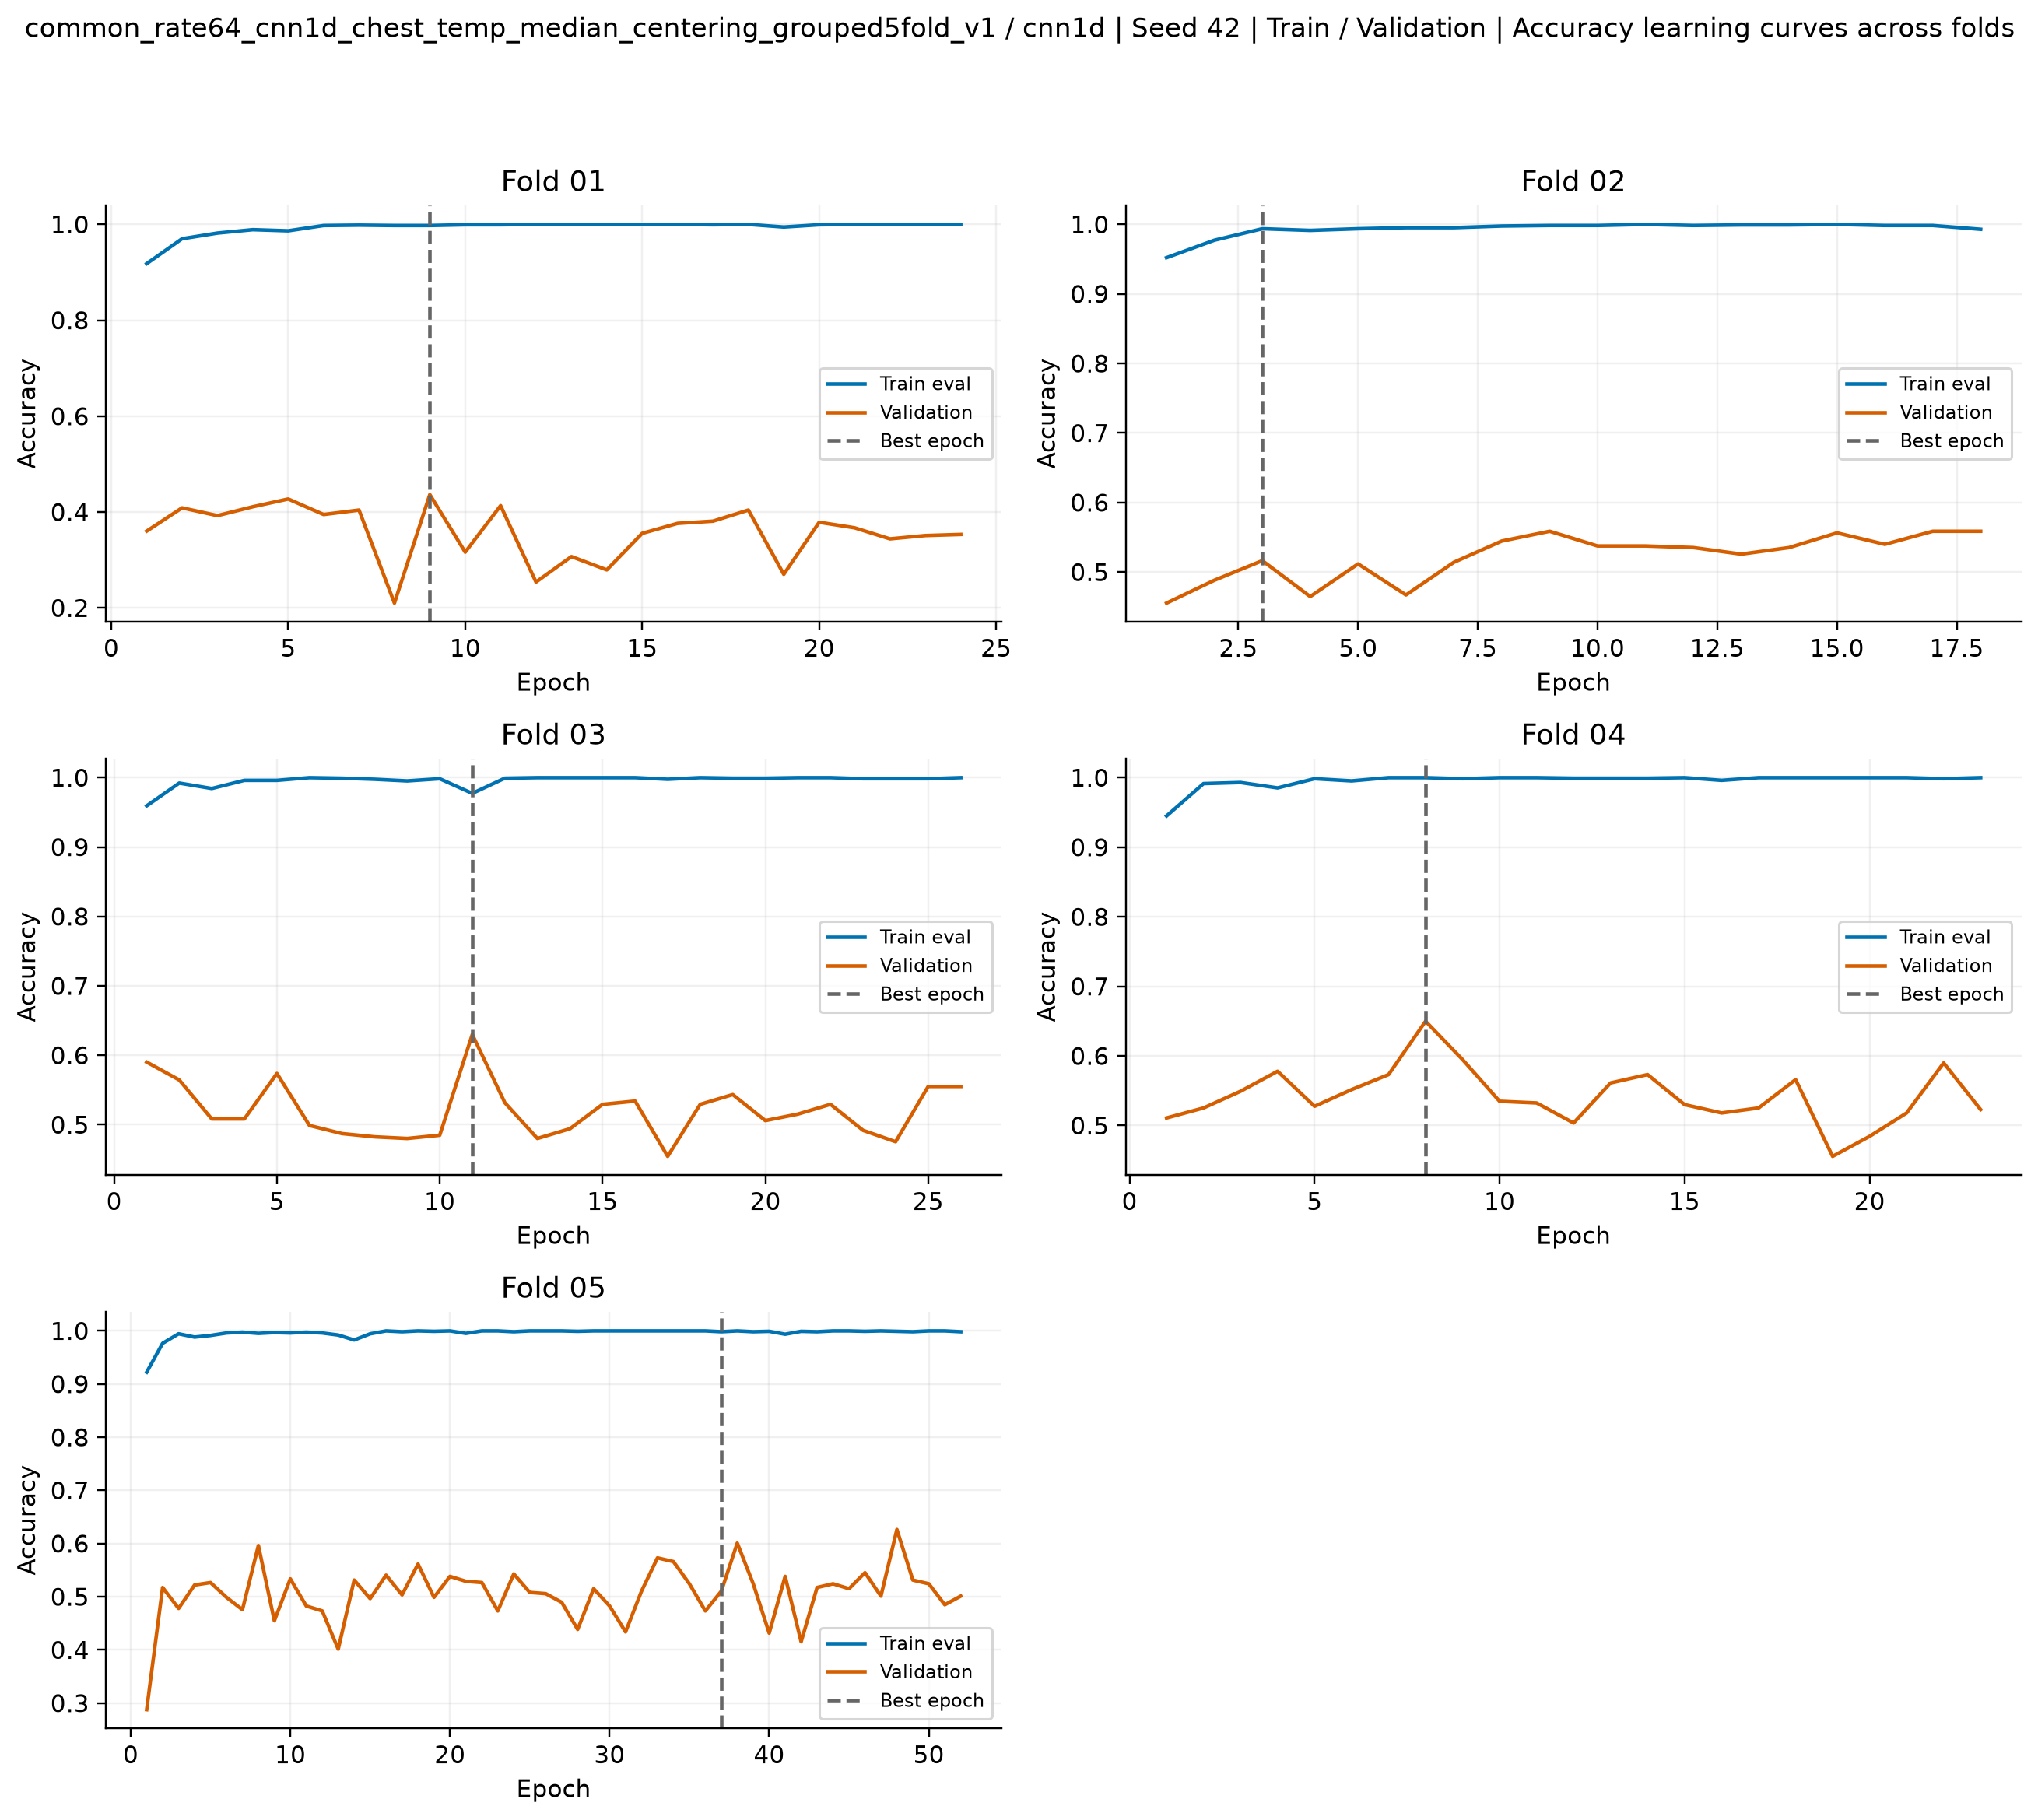 common_rate64_cnn1d_chest_temp_median_centering_grouped5fold_v1 / cnn1d | Seed 42 | Train / Validation | Accuracy learning curves across folds
Fold 01
1.0
0.8
0.6
0.4
0.2
Accuracy
0
5
10
15
20
25
Epoch
Train eval
Validation
Best epoch
Fold 02
1.0
0.9
0.8
0.7
0.6
0.5
Accuracy
2.5
5.0
7.5
10.0
12.5
15.0
17.5
Epoch
Train eval
Validation
Best epoch
Fold 03
1.0
0.9
0.8
0.7
0.6
0.5
Accuracy
0
5
10
15
20
25
Epoch
Train eval
Validation
Best epoch
Fold 04
1.0
0.9
0.8
0.7
0.6
0.5
Accuracy
0
5
10
15
20
Epoch
Train eval
Validation
Best epoch
Fold 05
1.0
0.9
0.8
0.7
0.6
0.5
0.4
0.3
Accuracy
0
10
20
30
40
50
Epoch
Train eval
Validation
Best epoch